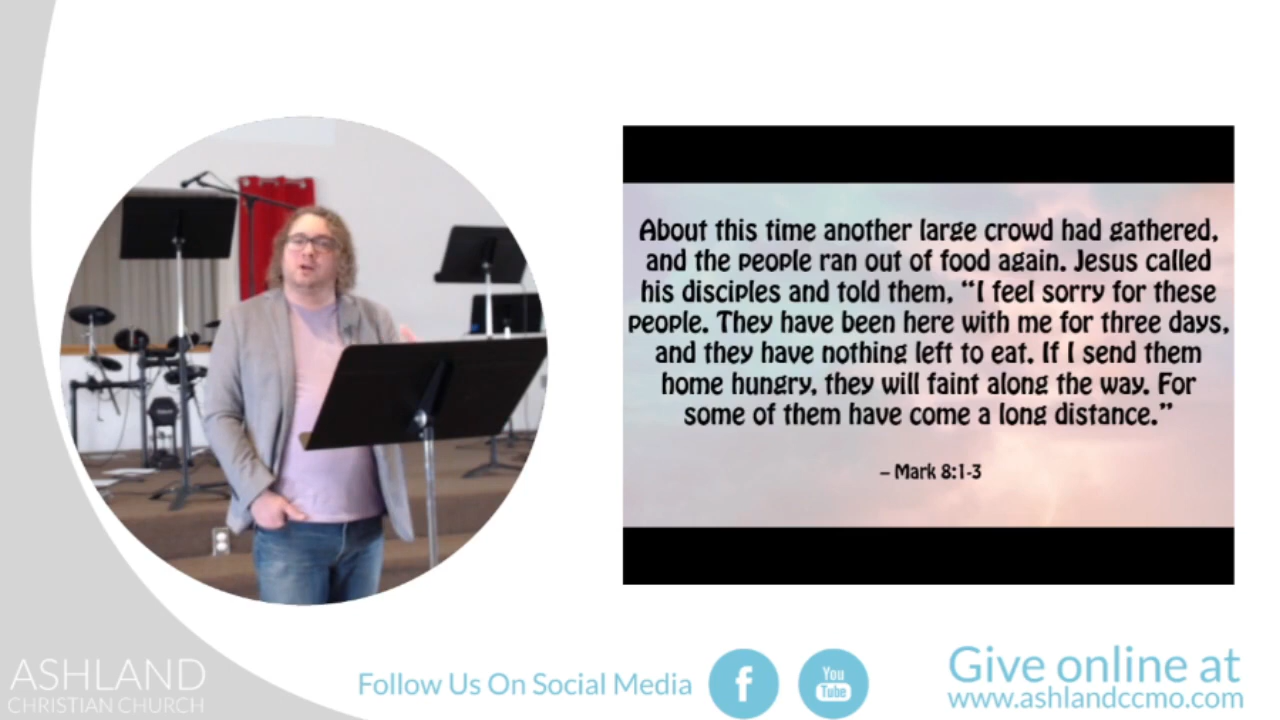 About this time another large crowd had gathered,
and the people ran out of food again. Jesus called
his disciples and told them, “I feel sorry for these
people. They have been here with me for three days,
and they have nothing left to eat. If I send them
home hungry, they will faint along the way. For
some of them have come a long distance.”
– Mark 8:1-3
ASHLAND
CHRISTIAN CHURCH
Follow Us On Social Media
f
You
Tube
Give online at
www.ashlandccmo.com